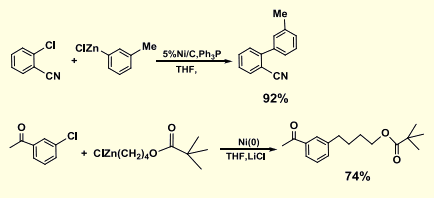 Cl
CN
+
ClZn
Me
5%Ni/C,Ph₃P
THF,
Me
CN
92%
O
Cl
+
ClZn(CH₂)₄O
O
Ni(0)
THF,LiCl
O
O
O
74%